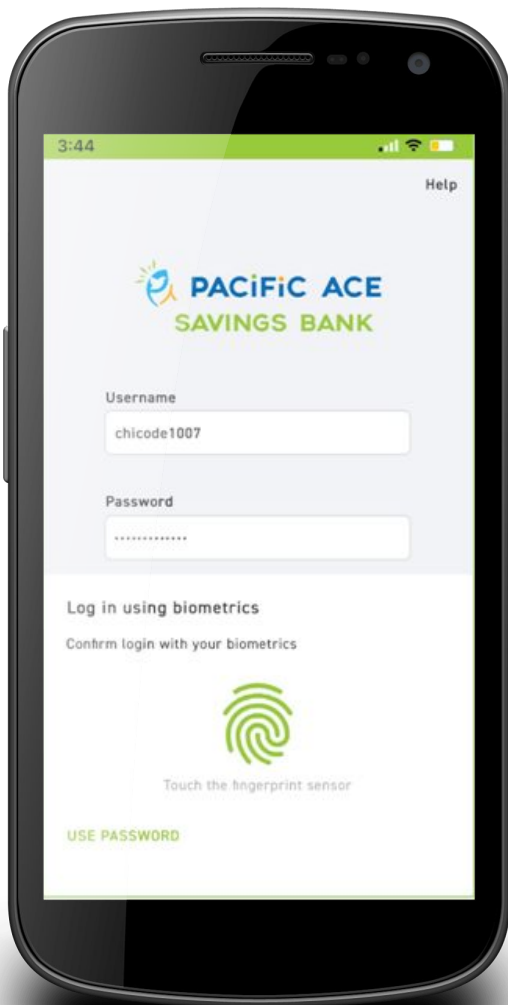 3:44
Help
PACiFiC ACE
SAVINGS BANK
Username
chicode1007
Password
·············
Log in using biometrics
Confirm login with your biometrics
Touch the fingerprint sensor
USE PASSWORD